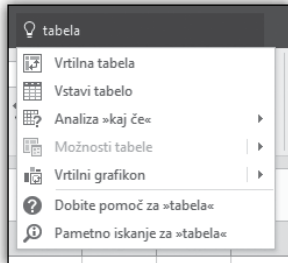 tabela
Vrtilna tabela
Vstavi tabelo
Analiza »kaj če«
Možnosti tabele
Vrtilni grafikon
Dobite pomoč za »tabela«
Pametno iskanje za »tabela«